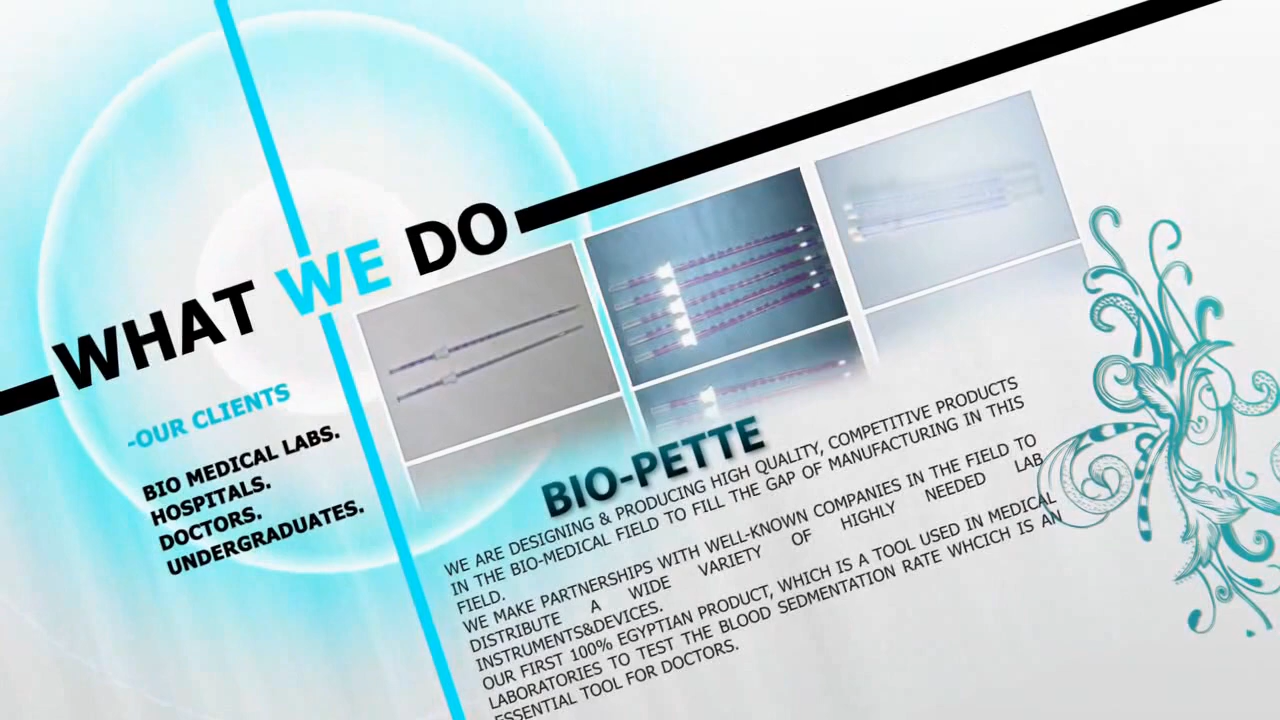 WHAT WE DO
-OUR CLIENTS
BIO MEDICAL LABS.
HOSPITALS.
DOCTORS.
UNDERGRADUATES.
BIO-PETTE
WE ARE DESIGNING & PRODUCING HIGH QUALITY, COMPETITIVE PRODUCTS
IN THE BIO-MEDICAL FIELD TO FILL THE GAP OF MANUFACTURING IN THIS
FIELD.
WE MAKE PARTNERSHIPS WITH WELL-KNOWN COMPANIES IN THE FIELD TO
DISTRIBUTE A WIDE VARIETY OF HIGHLY NEEDED LAB
INSTRUMENTS&DEVICES.
OUR FIRST 100% EGYPTIAN PRODUCT, WHICH IS A TOOL USED IN MEDICAL
LABORATORIES TO TEST THE BLOOD SEDMENTATION RATE WHCICH IS AN
ESSENTIAL TOOL FOR DOCTORS.